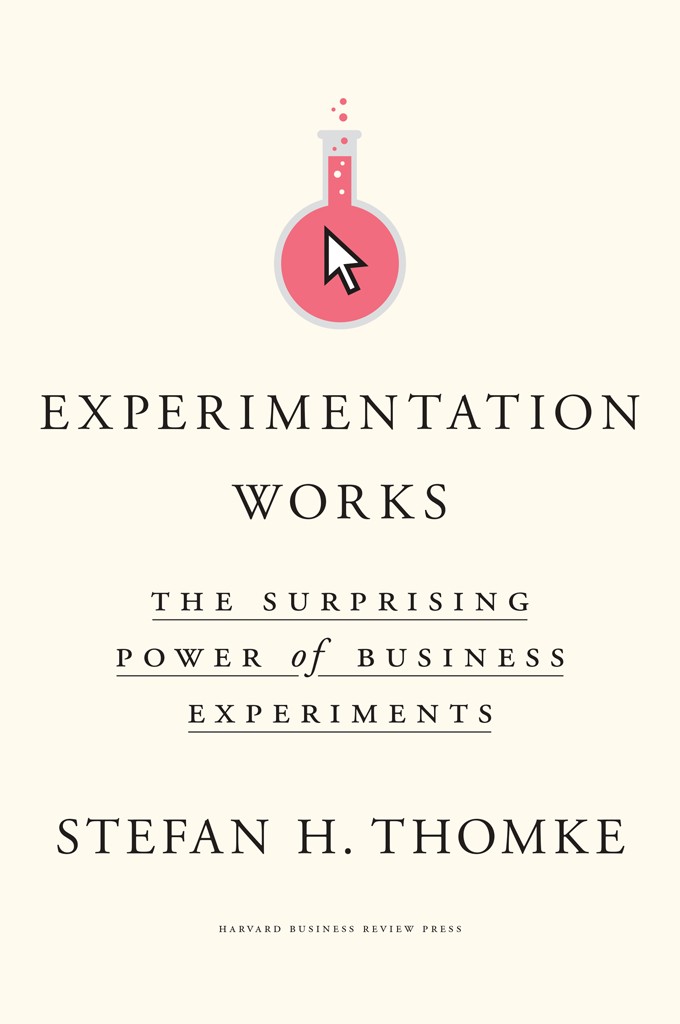 EXPERIMENTATION
WORKS
THE SURPRISING
POWER of BUSINESS
EXPERIMENTS
STEFAN H. THOMKE
HARVARD BUSINESS REVIEW PRESS